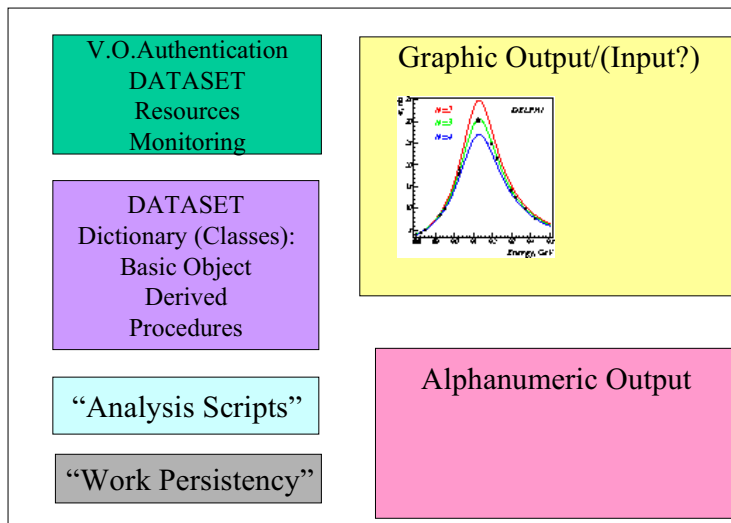 V.O.Authentication
DATASET
Resources
Monitoring
DATASET
Dictionary (Classes):
Basic Object
Derived
Procedures
“Analysis Scripts”
“Work Persistency”
Graphic Output/(Input?)
N=2
N=3
N=4
DELPHI
Energy, GeV
Alphanumeric Output